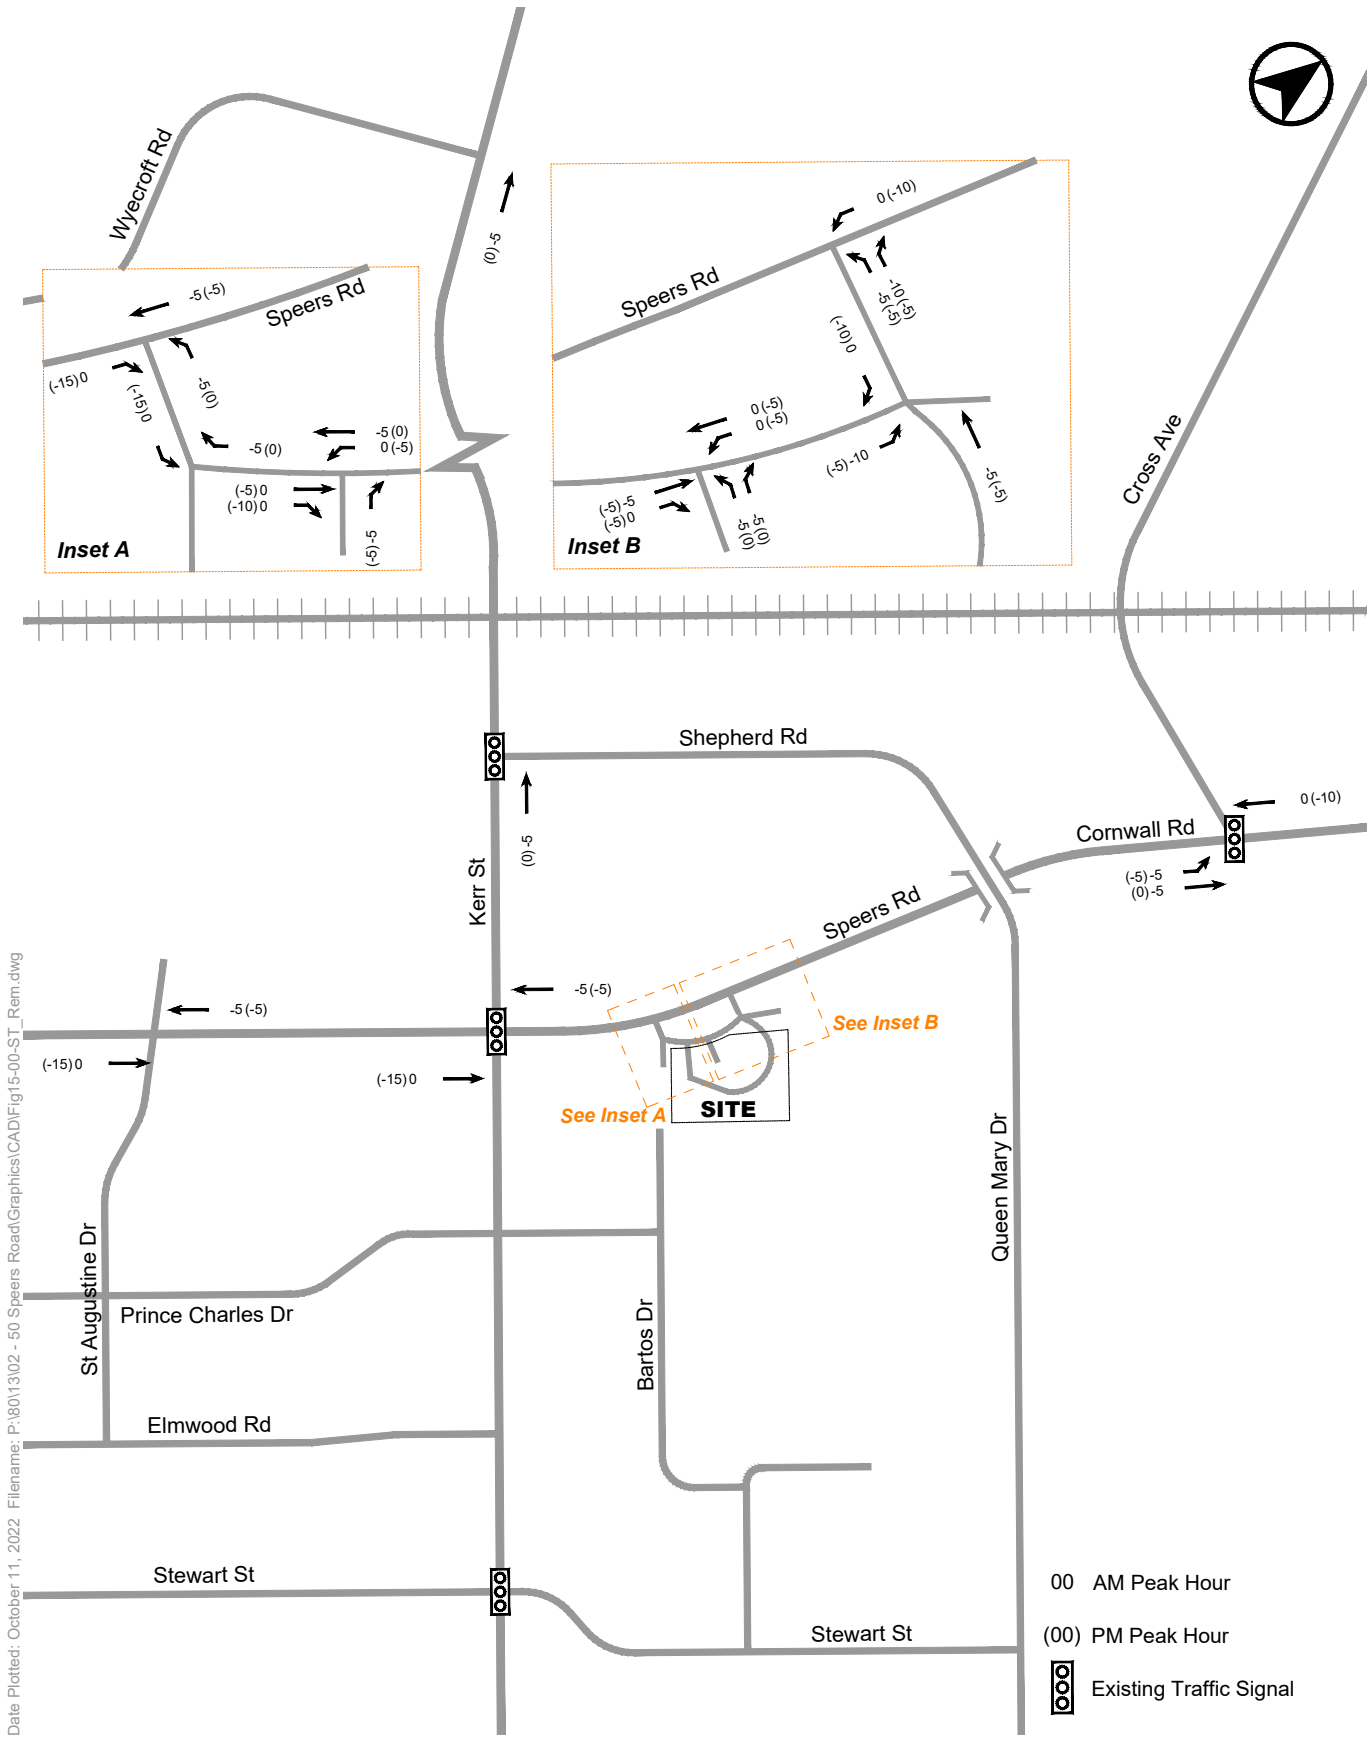 Wyecroft Rd
(0)-5
-5(-5)
Speers Rd
(-15)0
(-15)0
-5(0)
-5(0)
-5(0)
0(-5)
(-5)0
(-10)0
(-5)-5
Inset A
0(-10)
Speers Rd
-10(-5)
-5(-5)
(-10)0
0(-5)
0(-5)
(-5)-10
-5(-5)
(-5)-5
(-5)0
-5(0)
-5(0)
Inset B
Cross Ave
Shepherd Rd
(0)-5
Kerr St
0(-10)
Cornwall Rd
(-5)-5
(0)-5
Speers Rd
-5(-5)
-5(-5)
(-15)0
(-15)0
See Inset B
See Inset A
SITE
Queen Mary Dr
St Augustine Dr
Prince Charles Dr
Bartos Dr
Elmwood Rd
Stewart St
Stewart St
00 AM Peak Hour
(00) PM Peak Hour
Existing Traffic Signal
Date Plotted: October 11, 2022 Filename: P:\80\13\02 - 50 Speers Road\Graphics\CAD\Fig15-00-ST_Rem.dwg